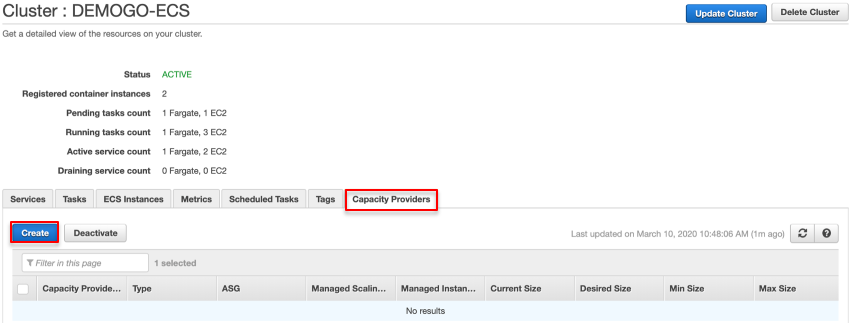 Cluster : DEMOGO-ECS
Update Cluster
Delete Cluster
Get a detailed view of the resources on your cluster.
Status ACTIVE
Registered container instances 2
Pending tasks count 1 Fargate, 1 EC2
Running tasks count 1 Fargate, 3 EC2
Active service count 1 Fargate, 2 EC2
Draining service count 0 Fargate, 0 EC2
Services Tasks ECS Instances Metrics Scheduled Tasks Tags Capacity Providers
Create Deactivate Last updated on March 10, 2020 10:48:06 AM (1m ago)
Filter in this page 1 selected
Capacity Provide... Type ASG Managed Scalin... Managed Instan... Current Size Desired Size Min Size Max Size
No results